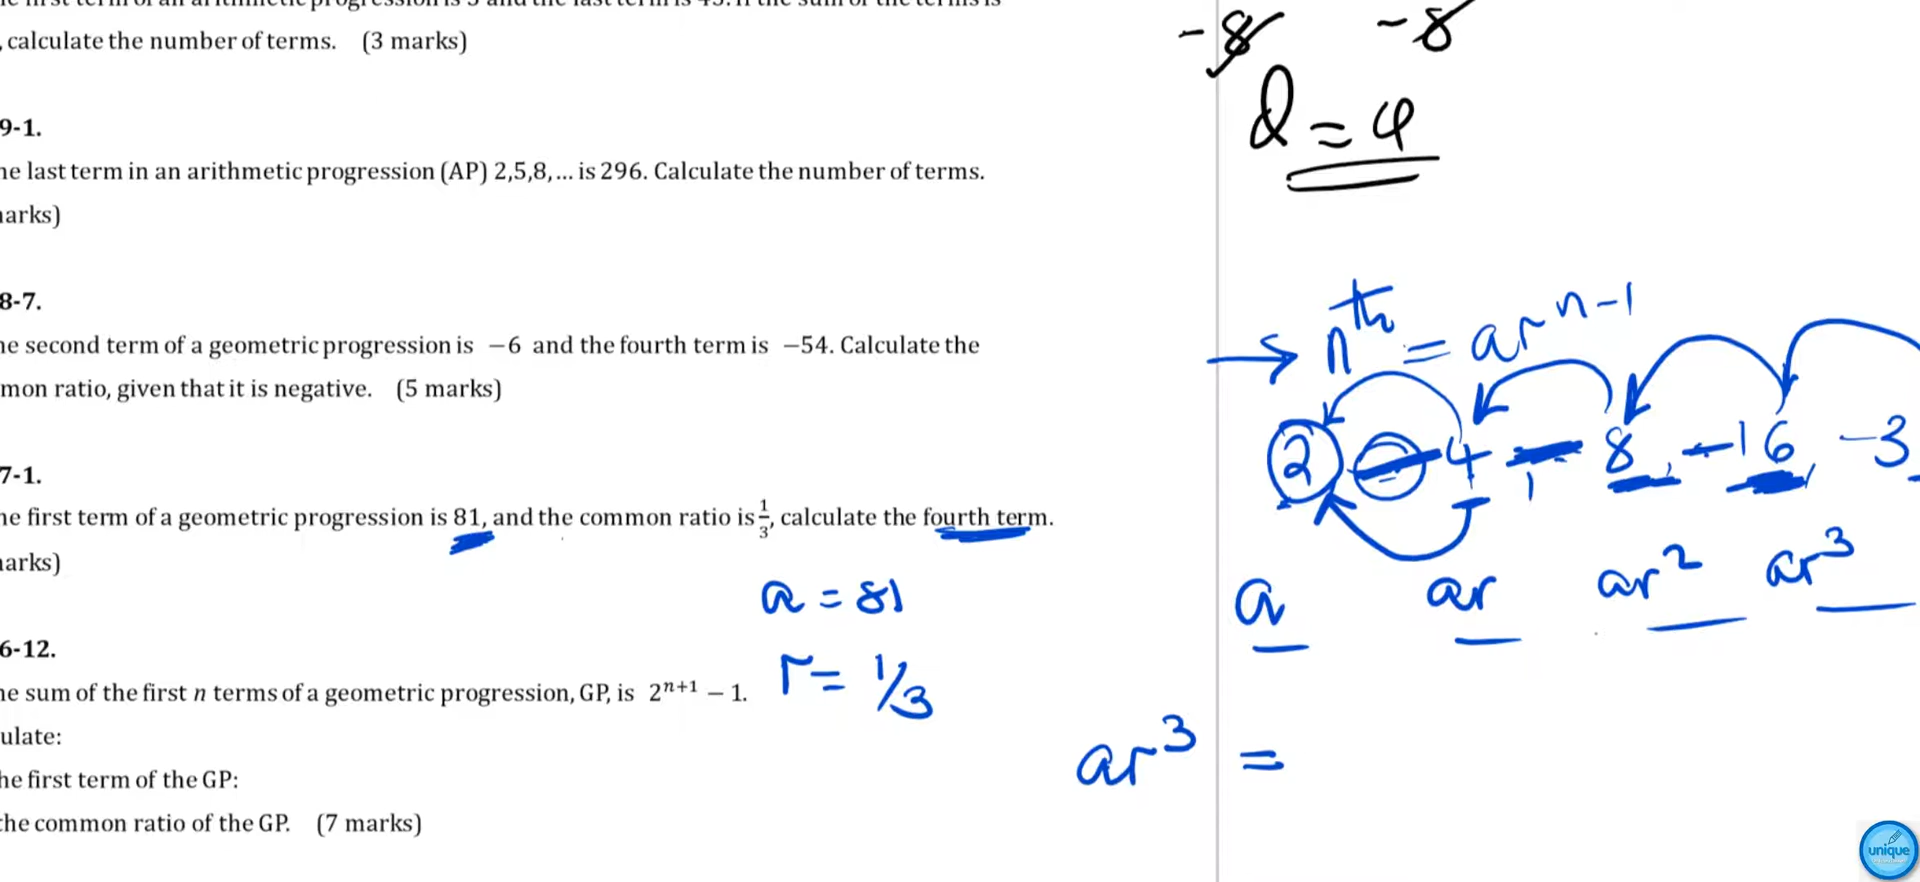 calculate the number of terms. (3 marks)
9-1.
he last term in an arithmetic progression (AP) 2,5,8,... is 296. Calculate the number of terms.
arks)
8-7.
he second term of a geometric progression is −6 and the fourth term is −54. Calculate the
mon ratio, given that it is negative. (5 marks)
7-1.
he first term of a geometric progression is 81, and the common ratio is 1/3, calculate the fourth term.
arks)
a = 81
r = 1/3
6-12.
he sum of the first n terms of a geometric progression, GP, is 2^{n+1} − 1.
ulate:
he first term of the GP:
the common ratio of the GP. (7 marks)
-8 -8
= 4
n^{th} = ar^{n-1}
2 - 4, - 8, -16, -3
a ar ar² ar³
ar³ =
unique